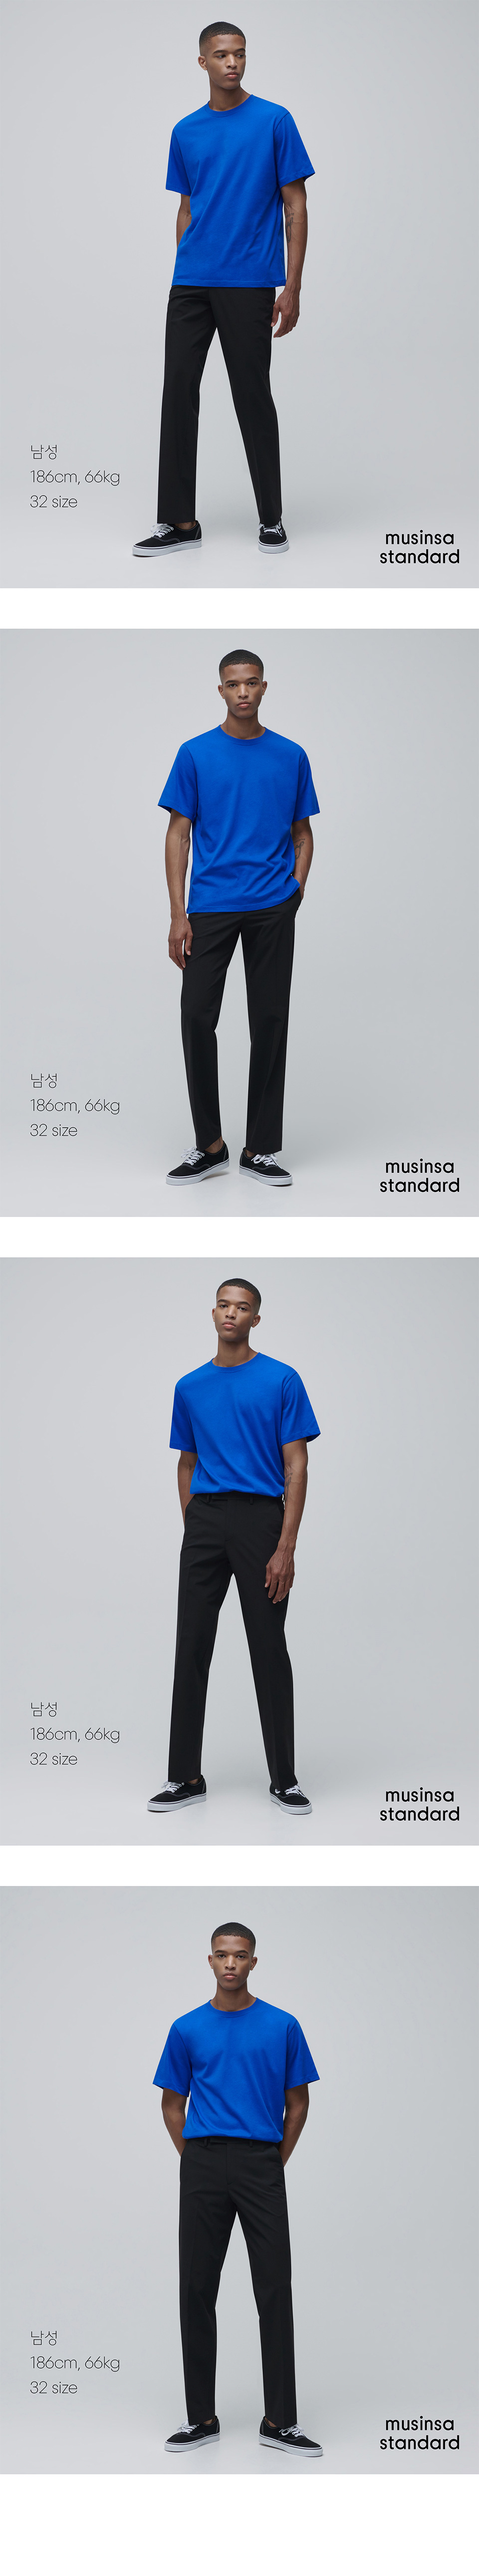 남성
186cm, 66kg
32 size
musinsa
standard
남성
186cm, 66kg
32 size
musinsa
standard
남성
186cm, 66kg
32 size
musinsa
standard
남성
186cm, 66kg
32 size
musinsa
standard